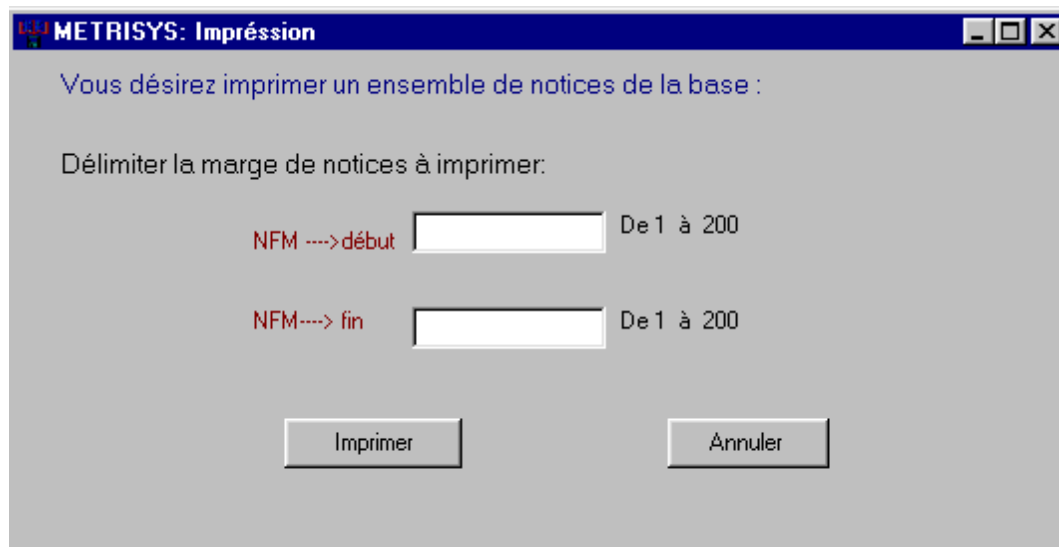 METRISYS: Impréssion
Vous désirez imprimer un ensemble de notices de la base :
Délimiter la marge de notices à imprimer:
NFM ---->début De 1 à 200
NFM----> fin De 1 à 200
Imprimer Annuler